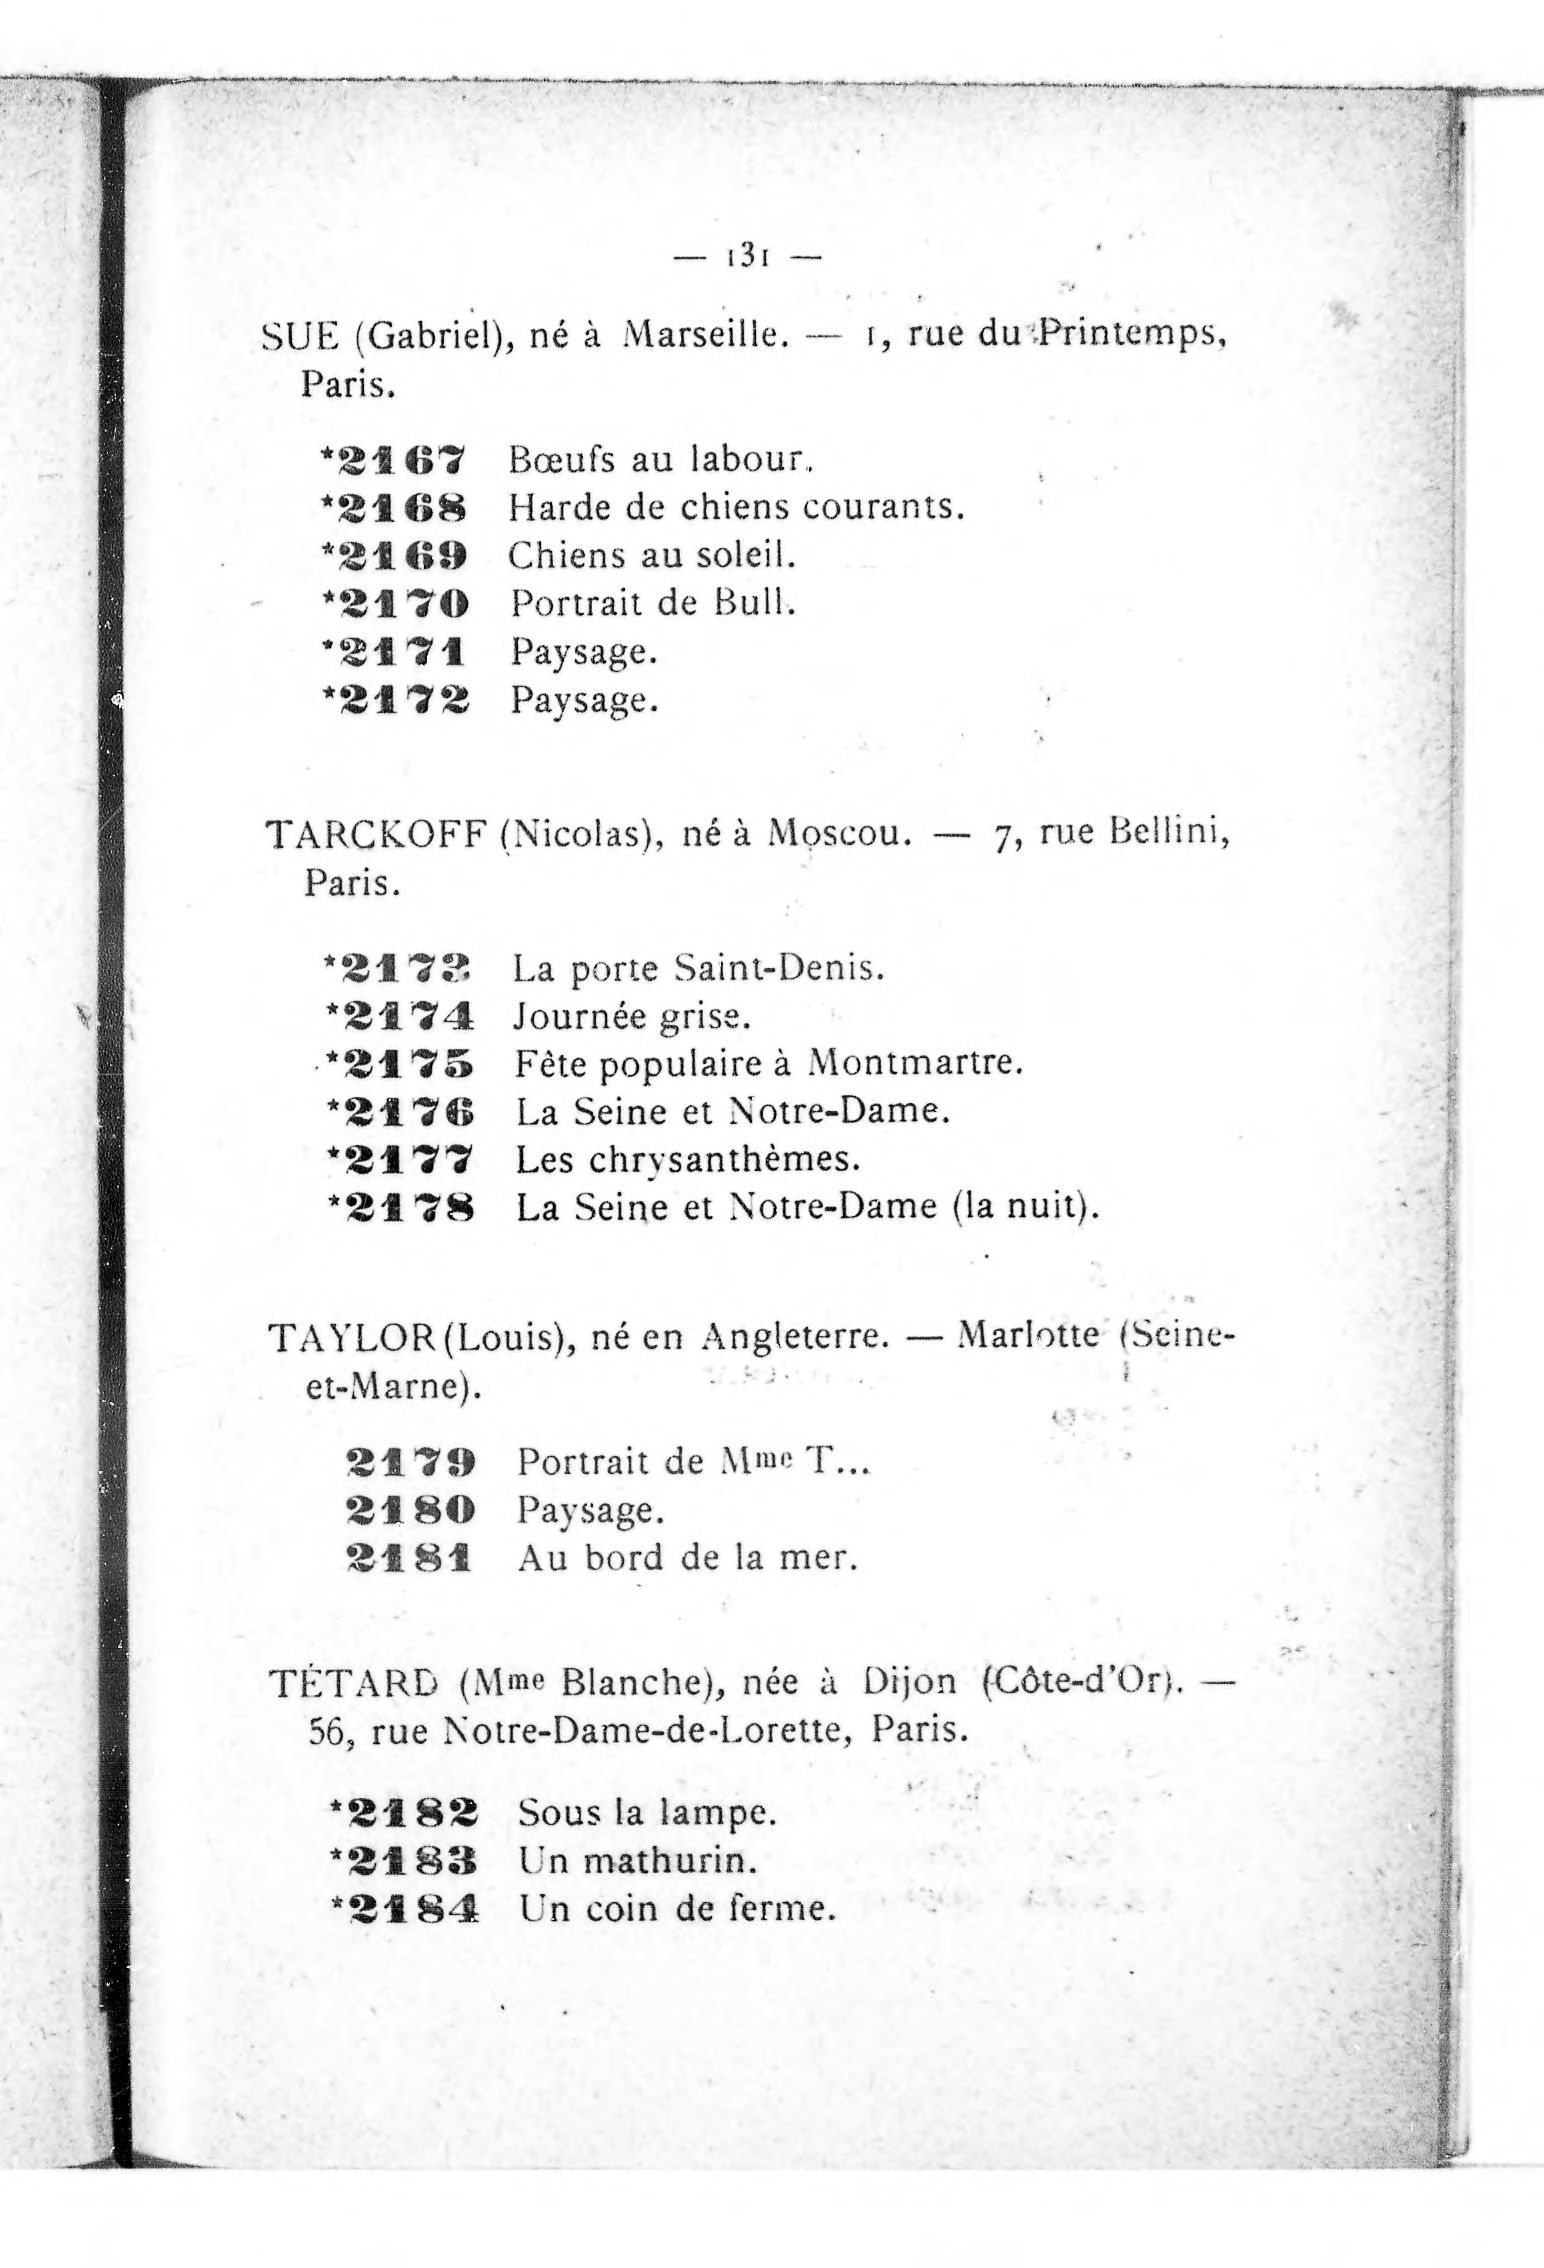 — 131 —
SUE (Gabriel), né à Marseille. — 1, rue du Printemps,
Paris.
*2167 Bœufs au labour.
*2168 Harde de chiens courants.
*2169 Chiens au soleil.
*2170 Portrait de Bull.
*2171 Paysage.
*2172 Paysage.
TARCKOFF (Nicolas), né à Moscou. — 7, rue Bellini,
Paris.
*2173 La porte Saint-Denis.
*2174 Journée grise.
*2175 Fête populaire à Montmartre.
*2176 La Seine et Notre-Dame.
*2177 Les chrysanthèmes.
*2178 La Seine et Notre-Dame (la nuit).
TAYLOR (Louis), né en Angleterre. — Marlotte (Seine-
et-Marne).
2179 Portrait de Mme T...
2180 Paysage.
2181 Au bord de la mer.
TÉTARD (Mme Blanche), née à Dijon (Côte-d'Or). —
56, rue Notre-Dame-de-Lorette, Paris.
*2182 Sous la lampe.
*2183 Un mathurin.
*2184 Un coin de ferme.